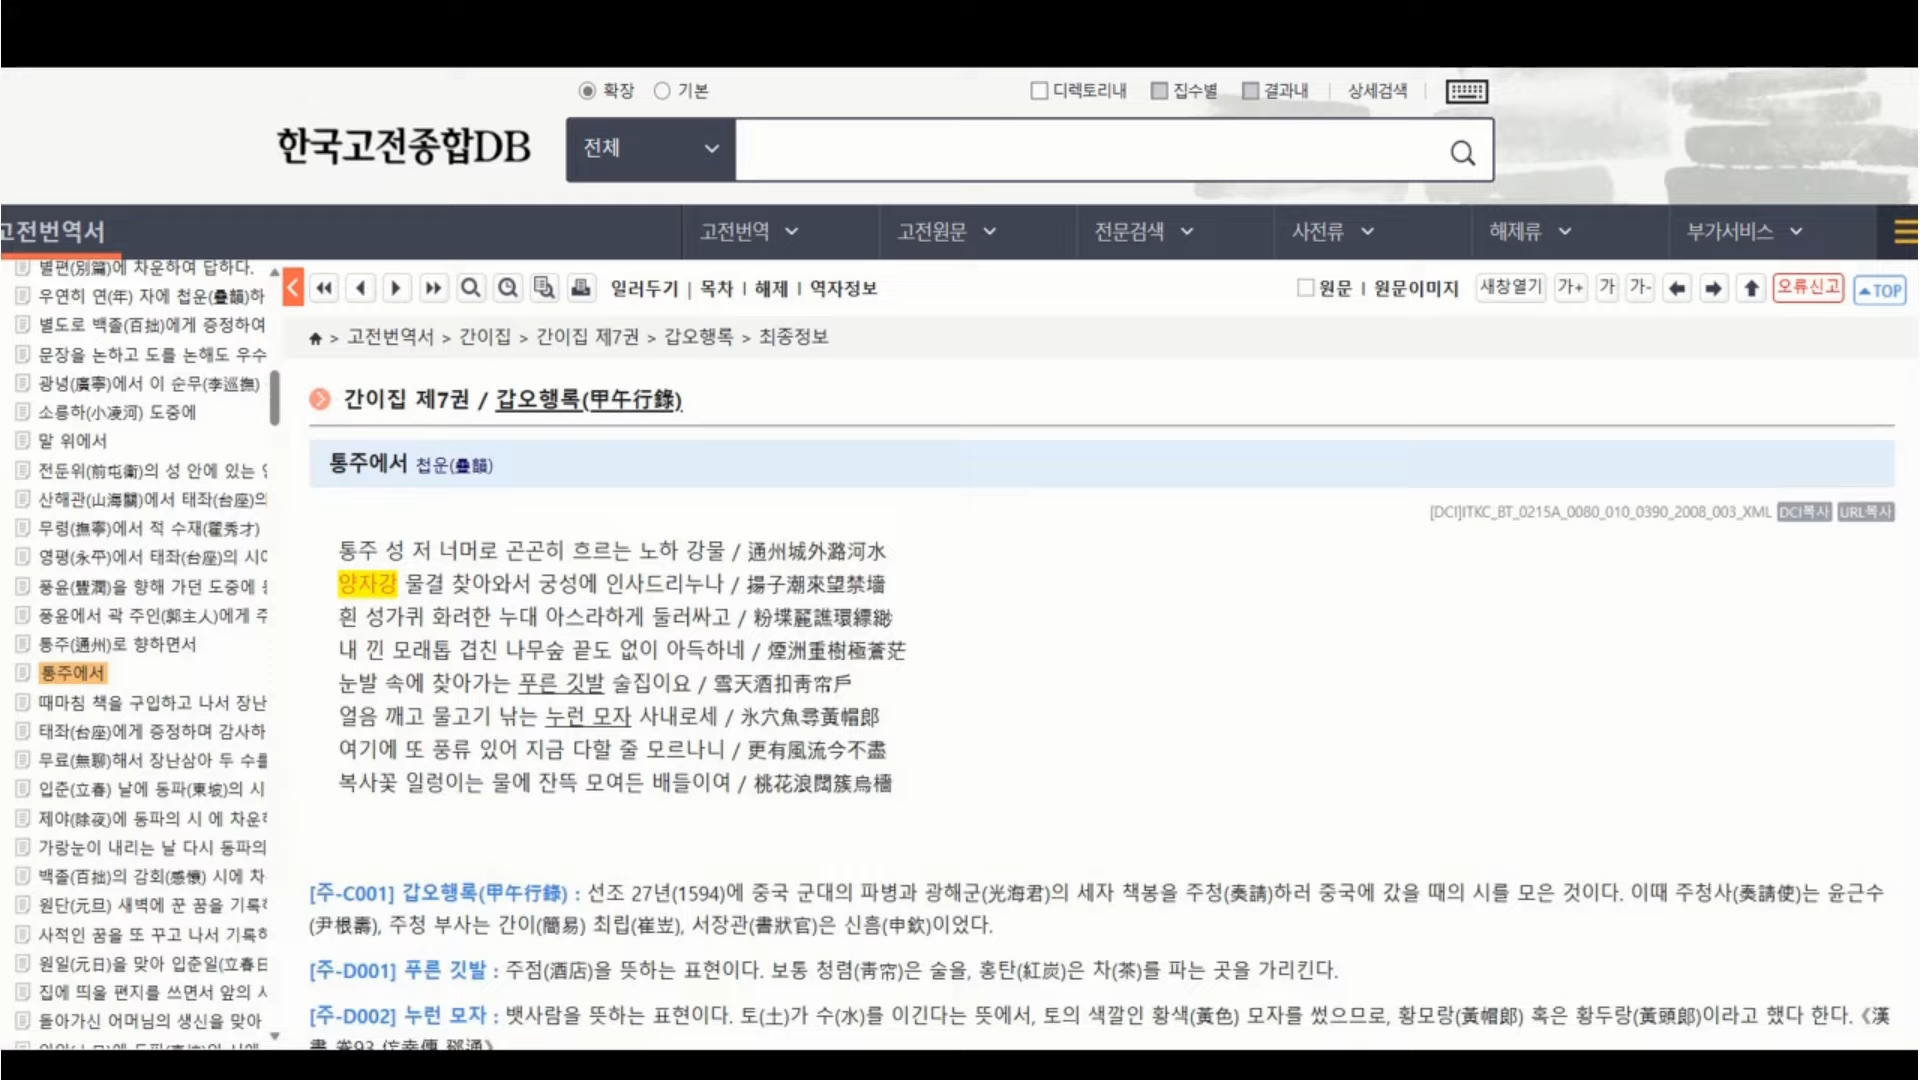 확장 기본
디렉토리내 집수별 결과내 상세검색
한국고전종합DB
전체
고전번역서
고전번역 고전원문 전문검색 사전류 해제류 부가서비스
별편(別篇)에 차운하여 답하다.
우연히 연(年) 자에 첩운(疊韻)하
별도로 백졸(百拙)에게 증정하여
문장을 논하고 도를 논해도 우수
광녕(廣寧)에서 이 순무(李巡撫)
소릉하(小凌河) 도중에
말 위에서
전둔위(前屯衛)의 성 안에 있는
산해관(山海關)에서 태좌(台座)의
무령(撫寧)에서 적 수재(翟秀才)
영평(永平)에서 태좌(台座)의 시
풍윤(豐潤)을 향해 가던 도중에
풍윤에서 곽 주인(郭主人)에게 주
통주(通州)로 향하면서
통주에서
때마침 책을 구입하고 나서 장난
태좌(台座)에게 증정하며 감사하
무료(無聊)해서 장난삼아 두 수를
입춘(立春) 날에 동파(東坡)의 시
제야(除夜)에 동파의 시 에 차운
가랑눈이 내리는 날 다시 동파의
백졸(百拙)의 감회(感懷) 시에 차
원단(元旦) 새벽에 꾼 꿈을 기록
사적인 꿈을 또 꾸고 나서 기록
원일(元日)을 맞아 입춘일(立春日
집에 띄울 편지를 쓰면서 앞의 시
돌아가신 어머님의 생신을 맞아
일러두기 | 목차 | 해제 | 역자정보
원문 | 원문이미지 새창열기 가+ 가 가- 오류신고 TOP
> 고전번역서 > 간이집 > 간이집 제7권 > 갑오행록 > 최종정보
간이집 제7권 / 갑오행록(甲午行錄)
통주에서 첩운(疊韻)
[DCI]ITKC_BT_0215A_0080_010_0390_2008_003_XML DCI복사 URL복사
통주 성 저 너머로 곤곤히 흐르는 노하 강물 / 通州城外潞河水
양자강 물결 찾아와서 궁성에 인사드리누나 / 揚子潮來望禁墻
흰 성가퀴 화려한 누대 아스라하게 둘러싸고 / 粉堞麗譙環縹緲
내 낀 모래톱 겹친 나무숲 끝도 없이 아득하네 / 煙洲重樹極蒼茫
눈발 속에 찾아가는 푸른 깃발 술집이요 / 雪天酒扣靑帘戶
얼음 깨고 물고기 낚는 누런 모자 사내로세 / 氷穴魚尋黃帽郞
여기에 또 풍류 있어 지금 다할 줄 모르나니 / 更有風流今不盡
복사꽃 일렁이는 물에 잔뜩 모여든 배들이여 / 桃花浪闊簇烏檣
[주-C001] 갑오행록(甲午行錄) : 선조 27년(1594)에 중국 군대의 파병과 광해군(光海君)의 세자 책봉을 주청(奏請)하러 중국에 갔을 때의 시를 모은 것이다. 이때 주청사(奏請使)는 윤근수
(尹根壽), 주청 부사는 간이(簡易) 최립(崔岦), 서장관(書狀官)은 신흠(申欽)이었다.
[주-D001] 푸른 깃발 : 주점(酒店)을 뜻하는 표현이다. 보통 청렴(靑帘)은 술을, 홍탄(紅炭)은 차(茶)를 파는 곳을 가리킨다.
[주-D002] 누런 모자 : 뱃사람을 뜻하는 표현이다. 토(土)가 수(水)를 이긴다는 뜻에서, 토의 색깔인 황색(黃色) 모자를 썼으므로, 황모랑(黃帽郞) 혹은 황두랑(黃頭郞)이라고 했다 한다. 《漢
書 卷93 佞幸傳 鄧通》